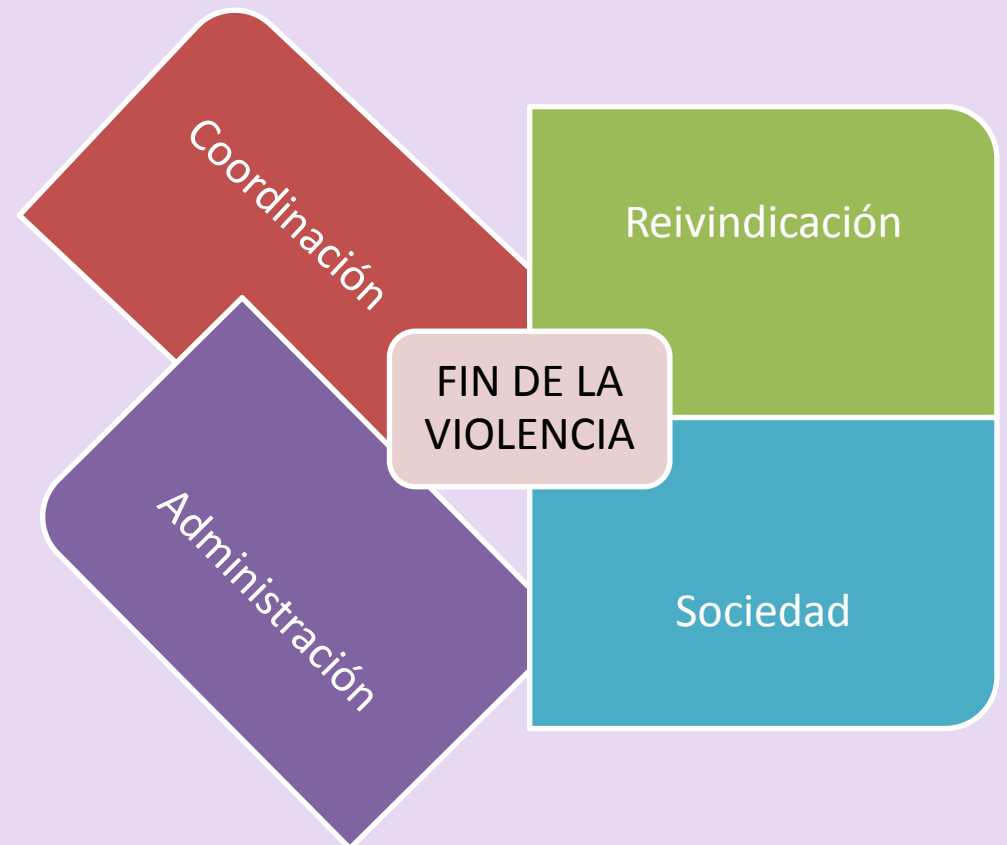 Coordinación
Reivindicación
FIN DE LA
VIOLENCIA
Administración
Sociedad